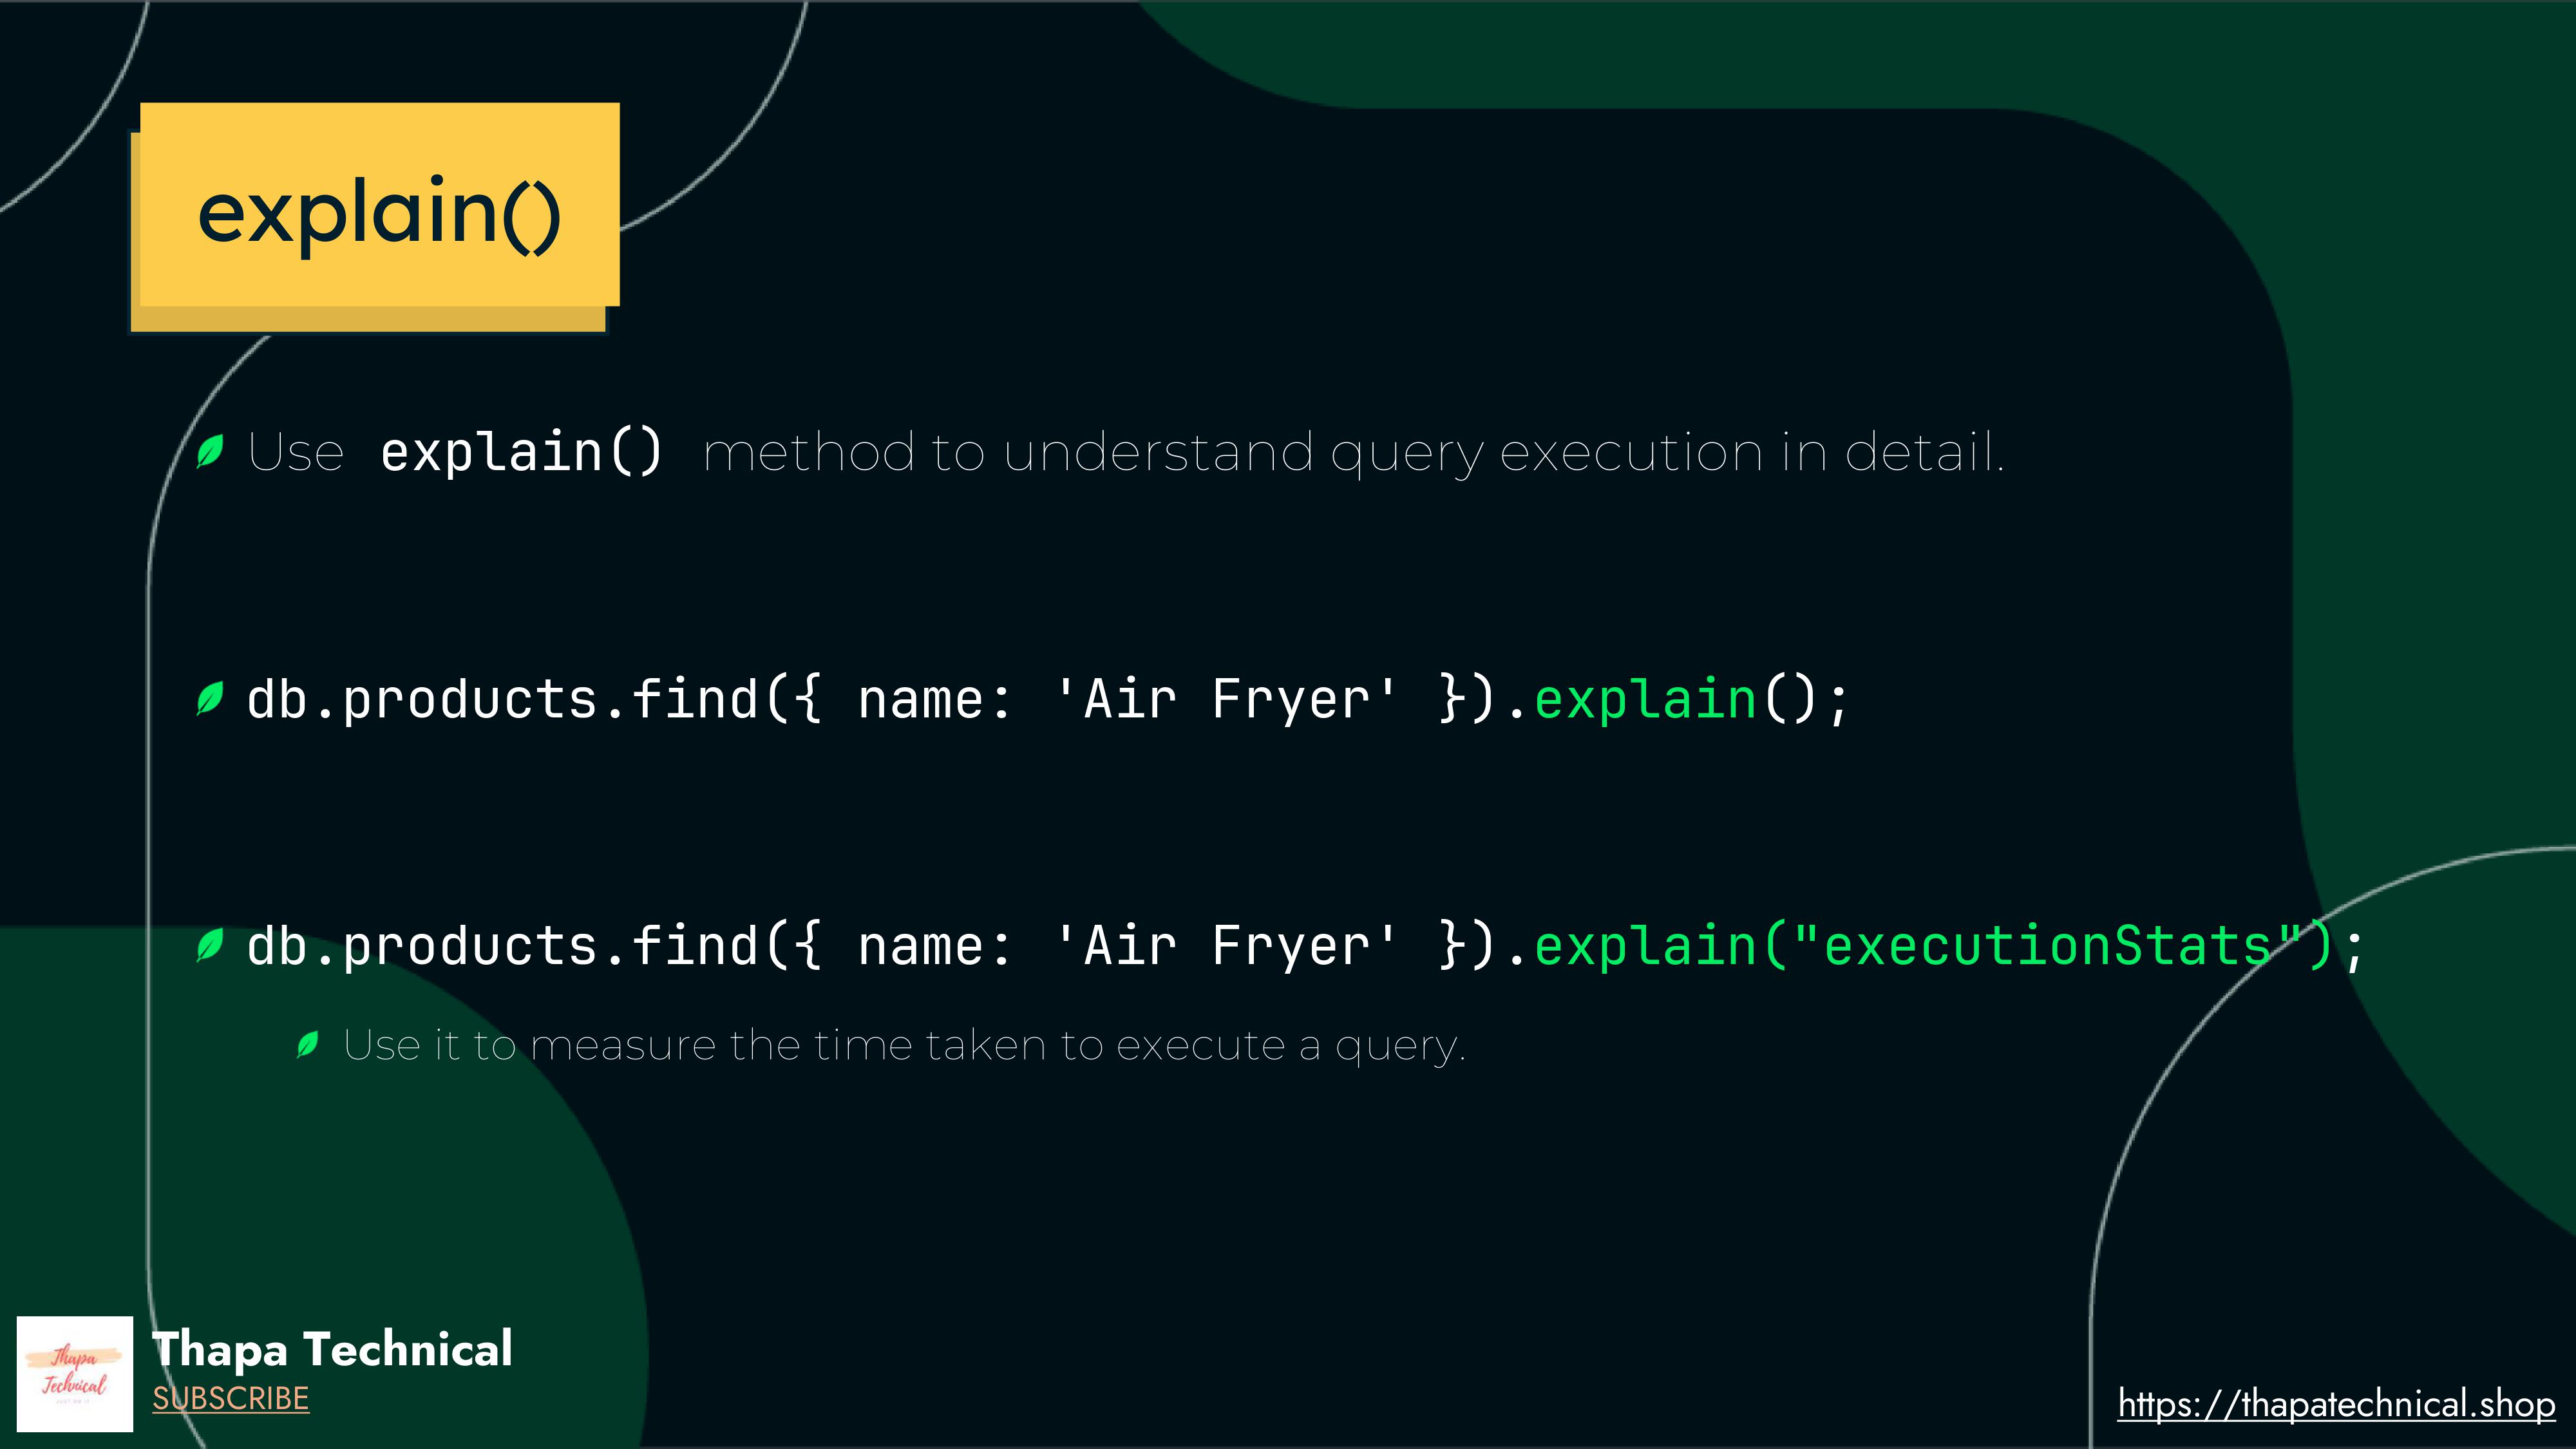 explain()
Use explain() method to understand query execution in detail.
db.products.find({ name: 'Air Fryer' }).explain();
db.products.find({ name: 'Air Fryer' }).explain("executionStats");
Use it to measure the time taken to execute a query.
Thapa
Technical
Thapa Technical
SUBSCRIBE
https://thapatechnical.shop